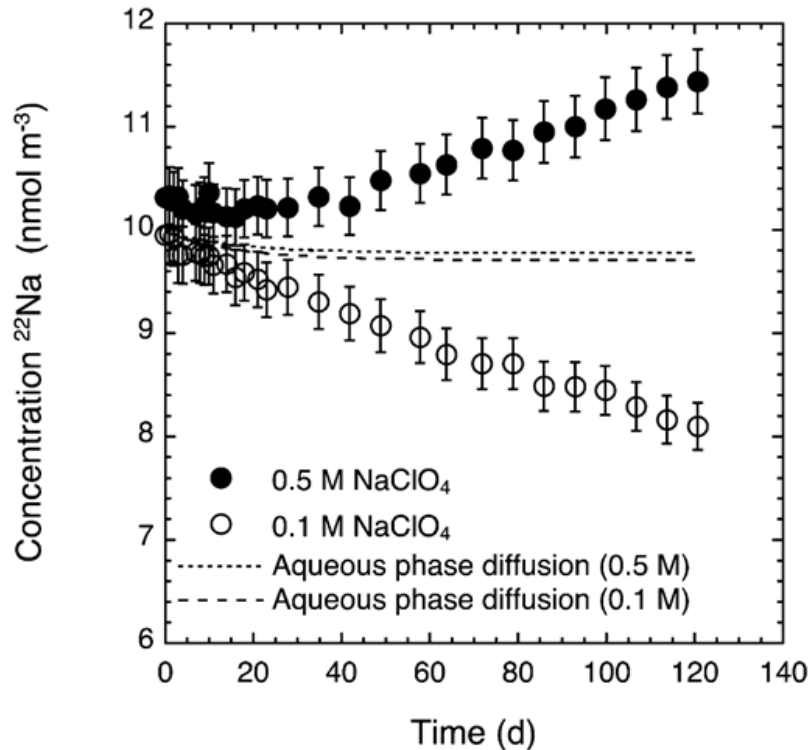 12
11
10
9
8
7
6
Concentration ²²Na (nmol m⁻³)
0.5 M NaClO₄
0.1 M NaClO₄
Aqueous phase diffusion (0.5 M)
Aqueous phase diffusion (0.1 M)
0 20 40 60 80 100 120 140
Time (d)